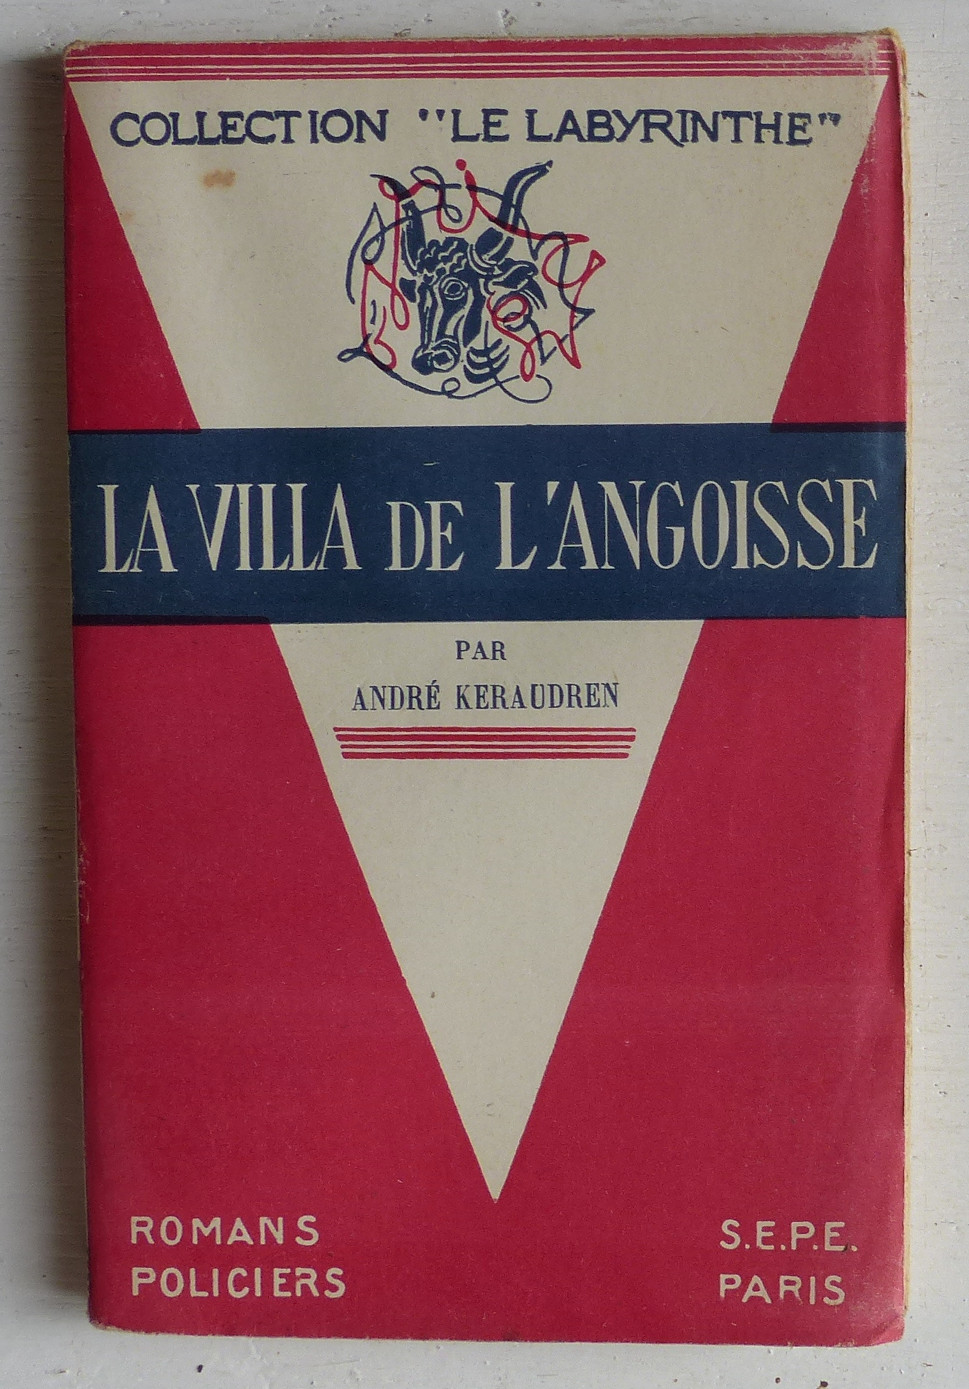 COLLECTION "LE LABYRINTHE"
LA VILLA DE L'ANGOISSE
PAR
ANDRÉ KERAUDREN
ROMANS
POLICIERS
S.E.P.E.
PARIS